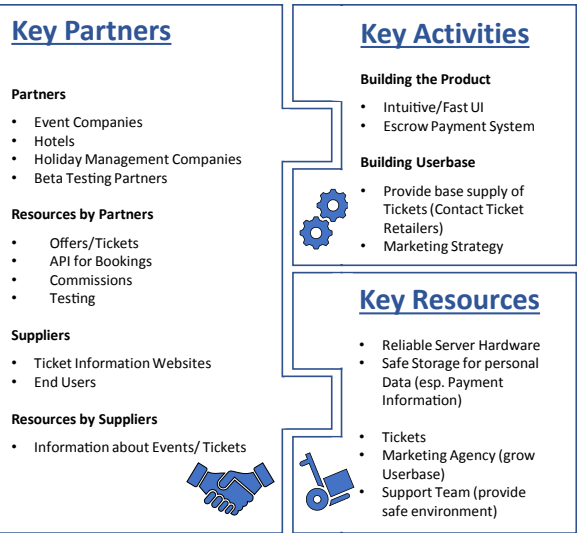 Key Partners
Partners
• Event Companies
• Hotels
• Holiday Management Companies
• Beta Testing Partners
Resources by Partners
• Offers/Tickets
• API for Bookings
• Commissions
• Testing
Suppliers
• Ticket Information Websites
• End Users
Resources by Suppliers
• Information about Events/ Tickets
Key Activities
Building the Product
• Intuitive/Fast UI
• Escrow Payment System
Building Userbase
• Provide base supply of
Tickets (Contact Ticket
Retailers)
• Marketing Strategy
Key Resources
• Reliable Server Hardware
• Safe Storage for personal
Data (esp. Payment
Information)
• Tickets
• Marketing Agency (grow
Userbase)
• Support Team (provide
safe environment)